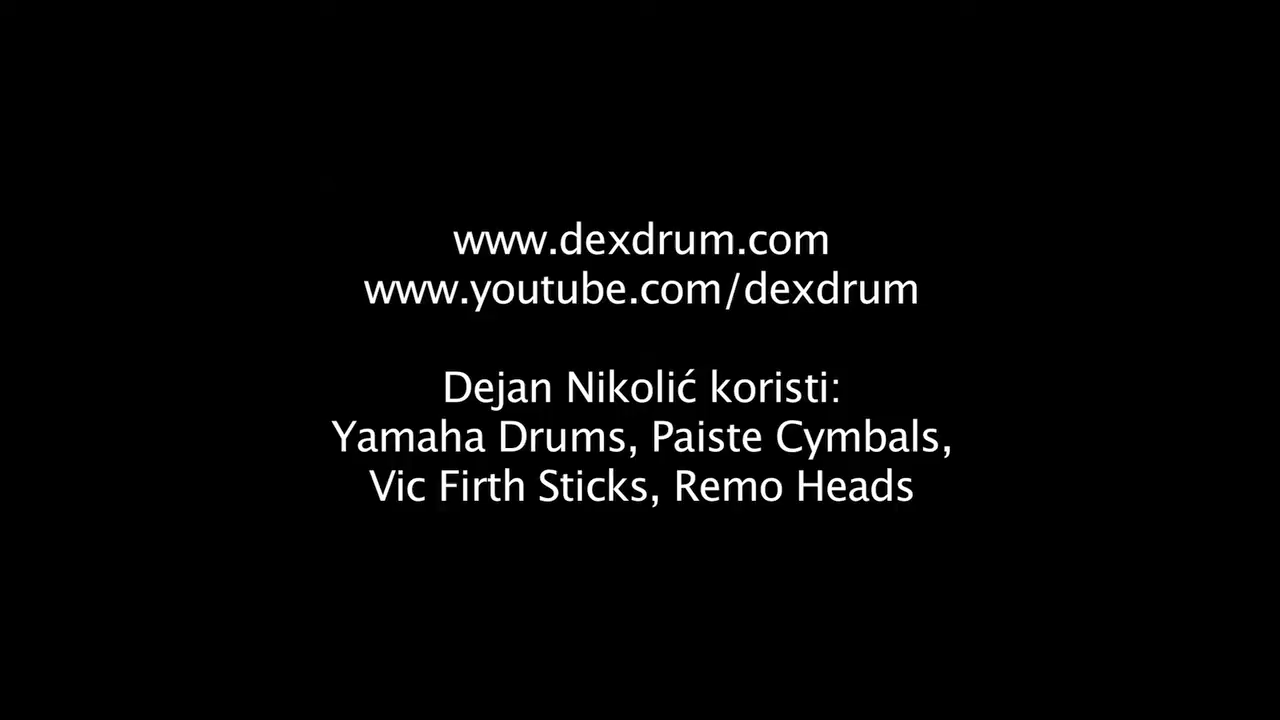 www.dexdrum.com
www.youtube.com/dexdrum
Dejan Nikolić koristi:
Yamaha Drums, Paiste Cymbals,
Vic Firth Sticks, Remo Heads